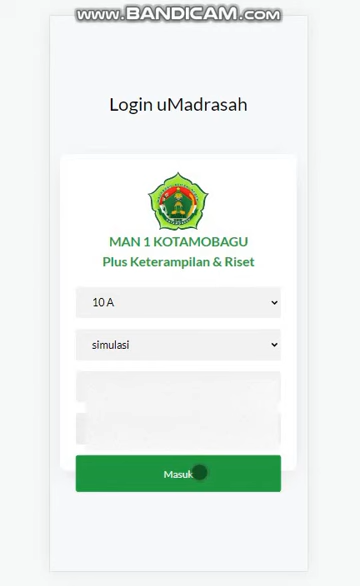 www.BANDICAM.com
Login uMadrasah
MAN 1 KOTAMOBAGU
Plus Keterampilan & Riset
10 A
simulasi
Masuk